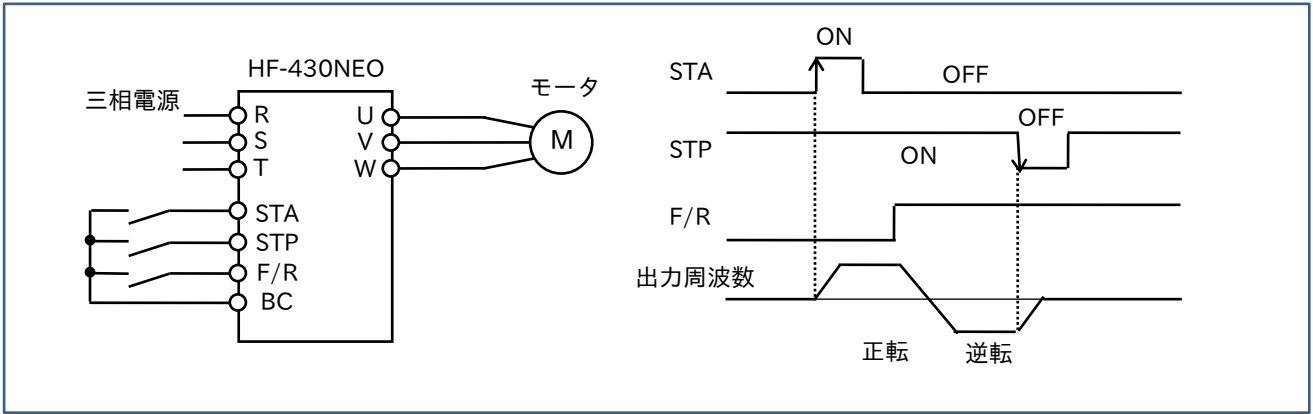 HF-430NEO
三相電源
モータ
R
S
T
U
V
W
M
STA
STP
F/R
BC
ON
STA
OFF
OFF
STP
ON
F/R
出力周波数
正転
逆転